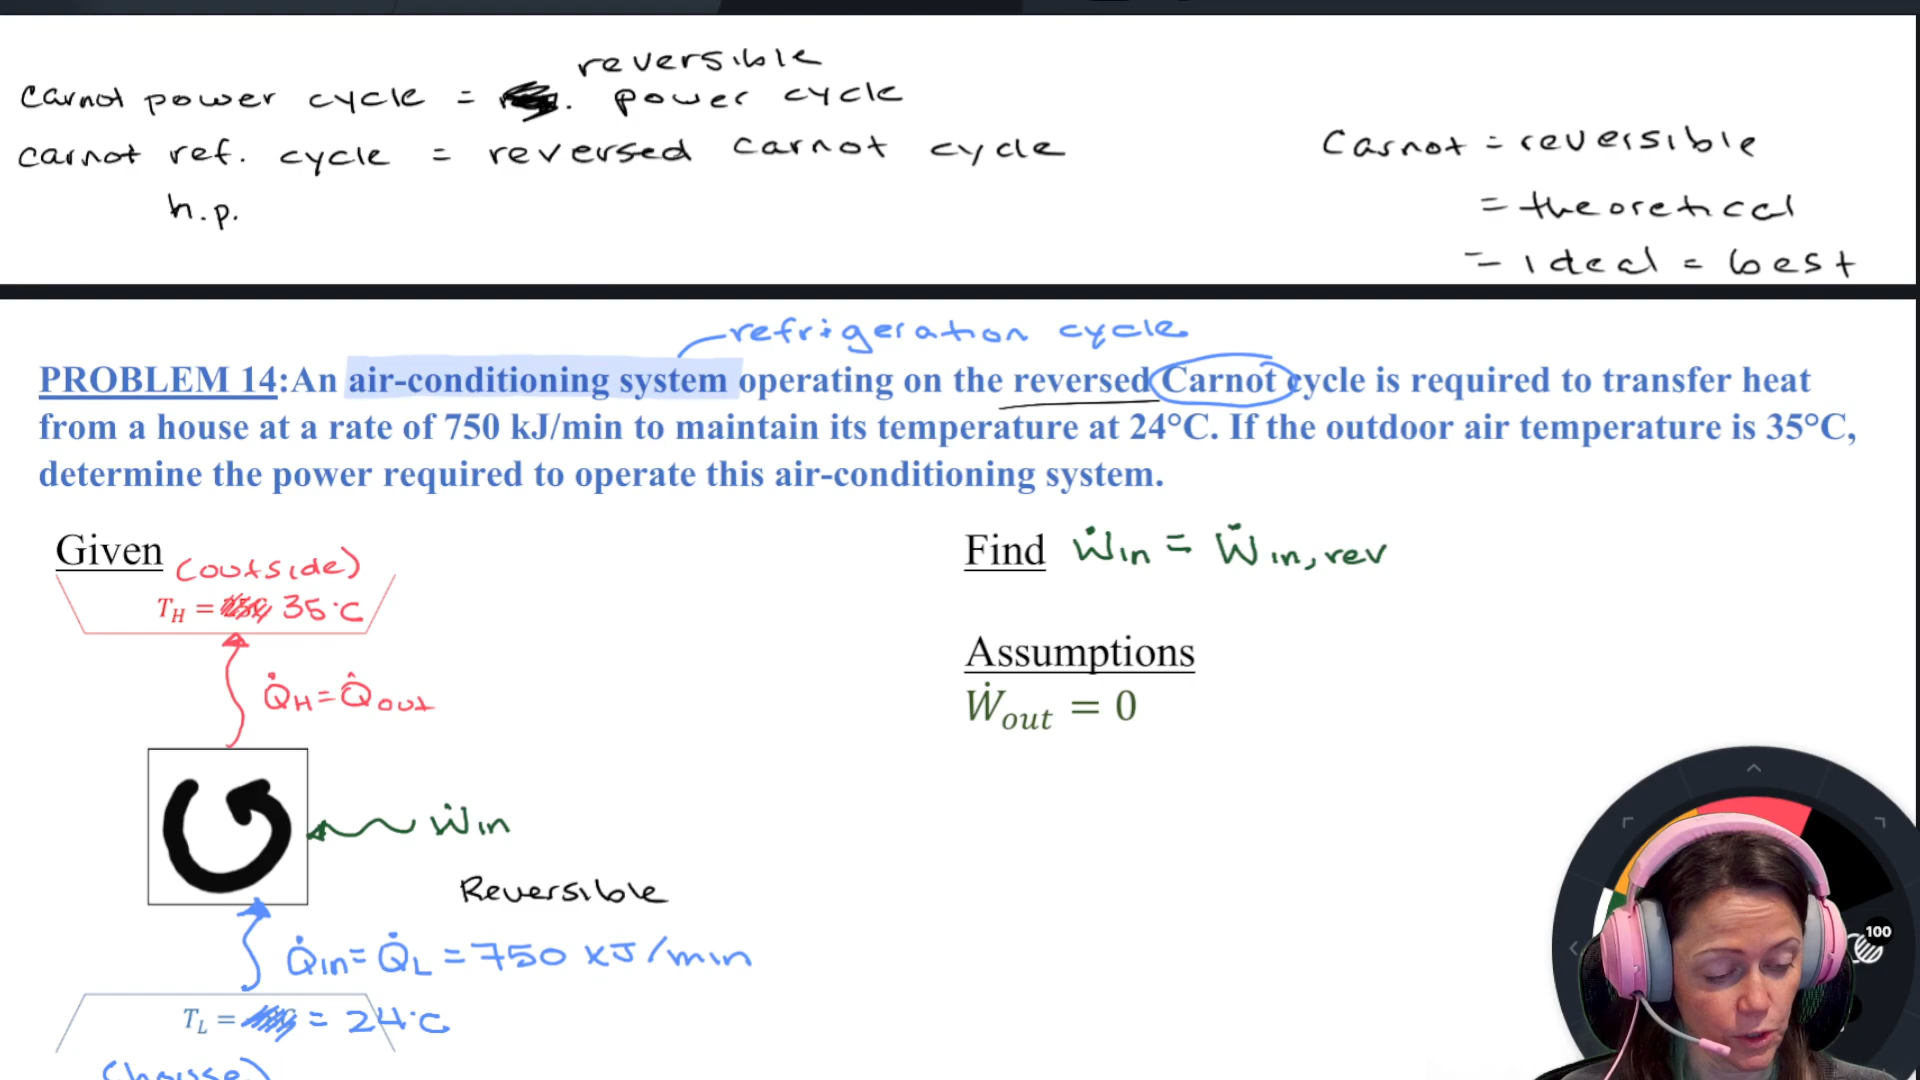 reversible
carnot power cycle = power cycle
carnot ref. cycle = reversed carnot cycle
h.p.
Carnot = reversible
= theoretical
= ideal = best
refrigeration cycle
PROBLEM 14:An air-conditioning system operating on the reversed Carnot cycle is required to transfer heat
from a house at a rate of 750 kJ/min to maintain its temperature at 24°C. If the outdoor air temperature is 35°C,
determine the power required to operate this air-conditioning system.
Given
(outside)
T_H = 35°C
Q̇_H = Q̇_out
Ẇ_in
Reversible
Q̇_in = Q̇_L = 750 kJ/min
T_L = = 24°C
(house)
Find Ẇ_in = Ẇ_in,rev
Assumptions
Ẇ_out = 0
100